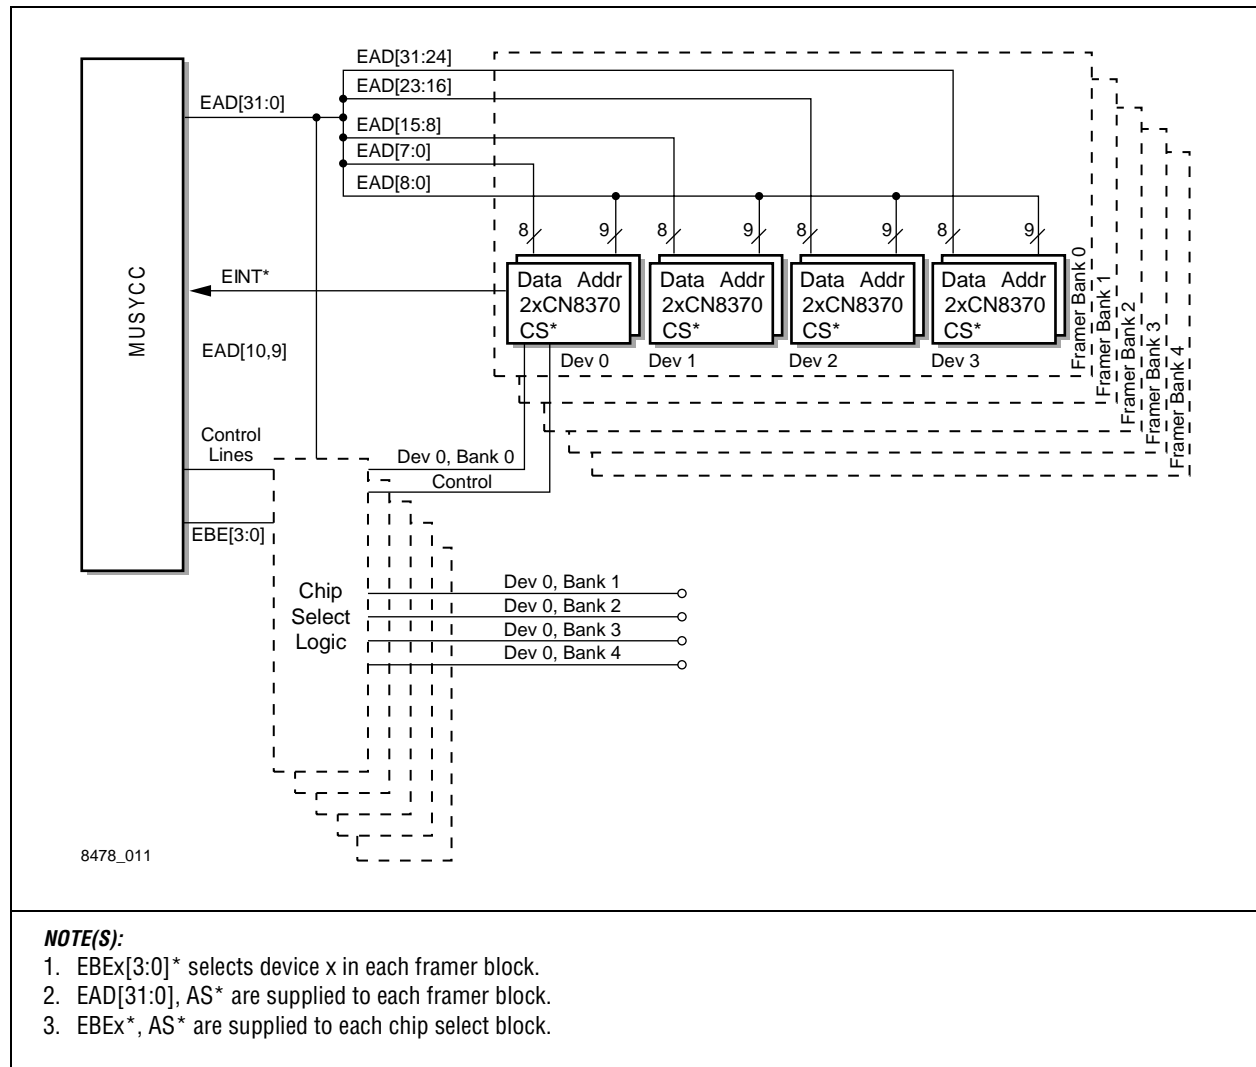 EAD[31:24]
EAD[23:16]
EAD[31:0]
EAD[15:8]
EAD[7:0]
EAD[8:0]
8 9 8 9 8 9 8 9
MUSYCC
EINT*
Data Addr
2xCN8370
CS*
Data Addr
2xCN8370
CS*
Data Addr
2xCN8370
CS*
Data Addr
2xCN8370
CS*
Dev 0
Dev 1
Dev 2
Dev 3
Framer Bank 0
Framer Bank 1
Framer Bank 2
Framer Bank 3
Framer Bank 4
EAD[10,9]
Control
Lines
Dev 0, Bank 0
Control
EBE[3:0]
Chip
Select
Logic
Dev 0, Bank 1
Dev 0, Bank 2
Dev 0, Bank 3
Dev 0, Bank 4
8478_011
NOTE(S):
1. EBEx[3:0]* selects device x in each framer block.
2. EAD[31:0], AS* are supplied to each framer block.
3. EBEx*, AS* are supplied to each chip select block.